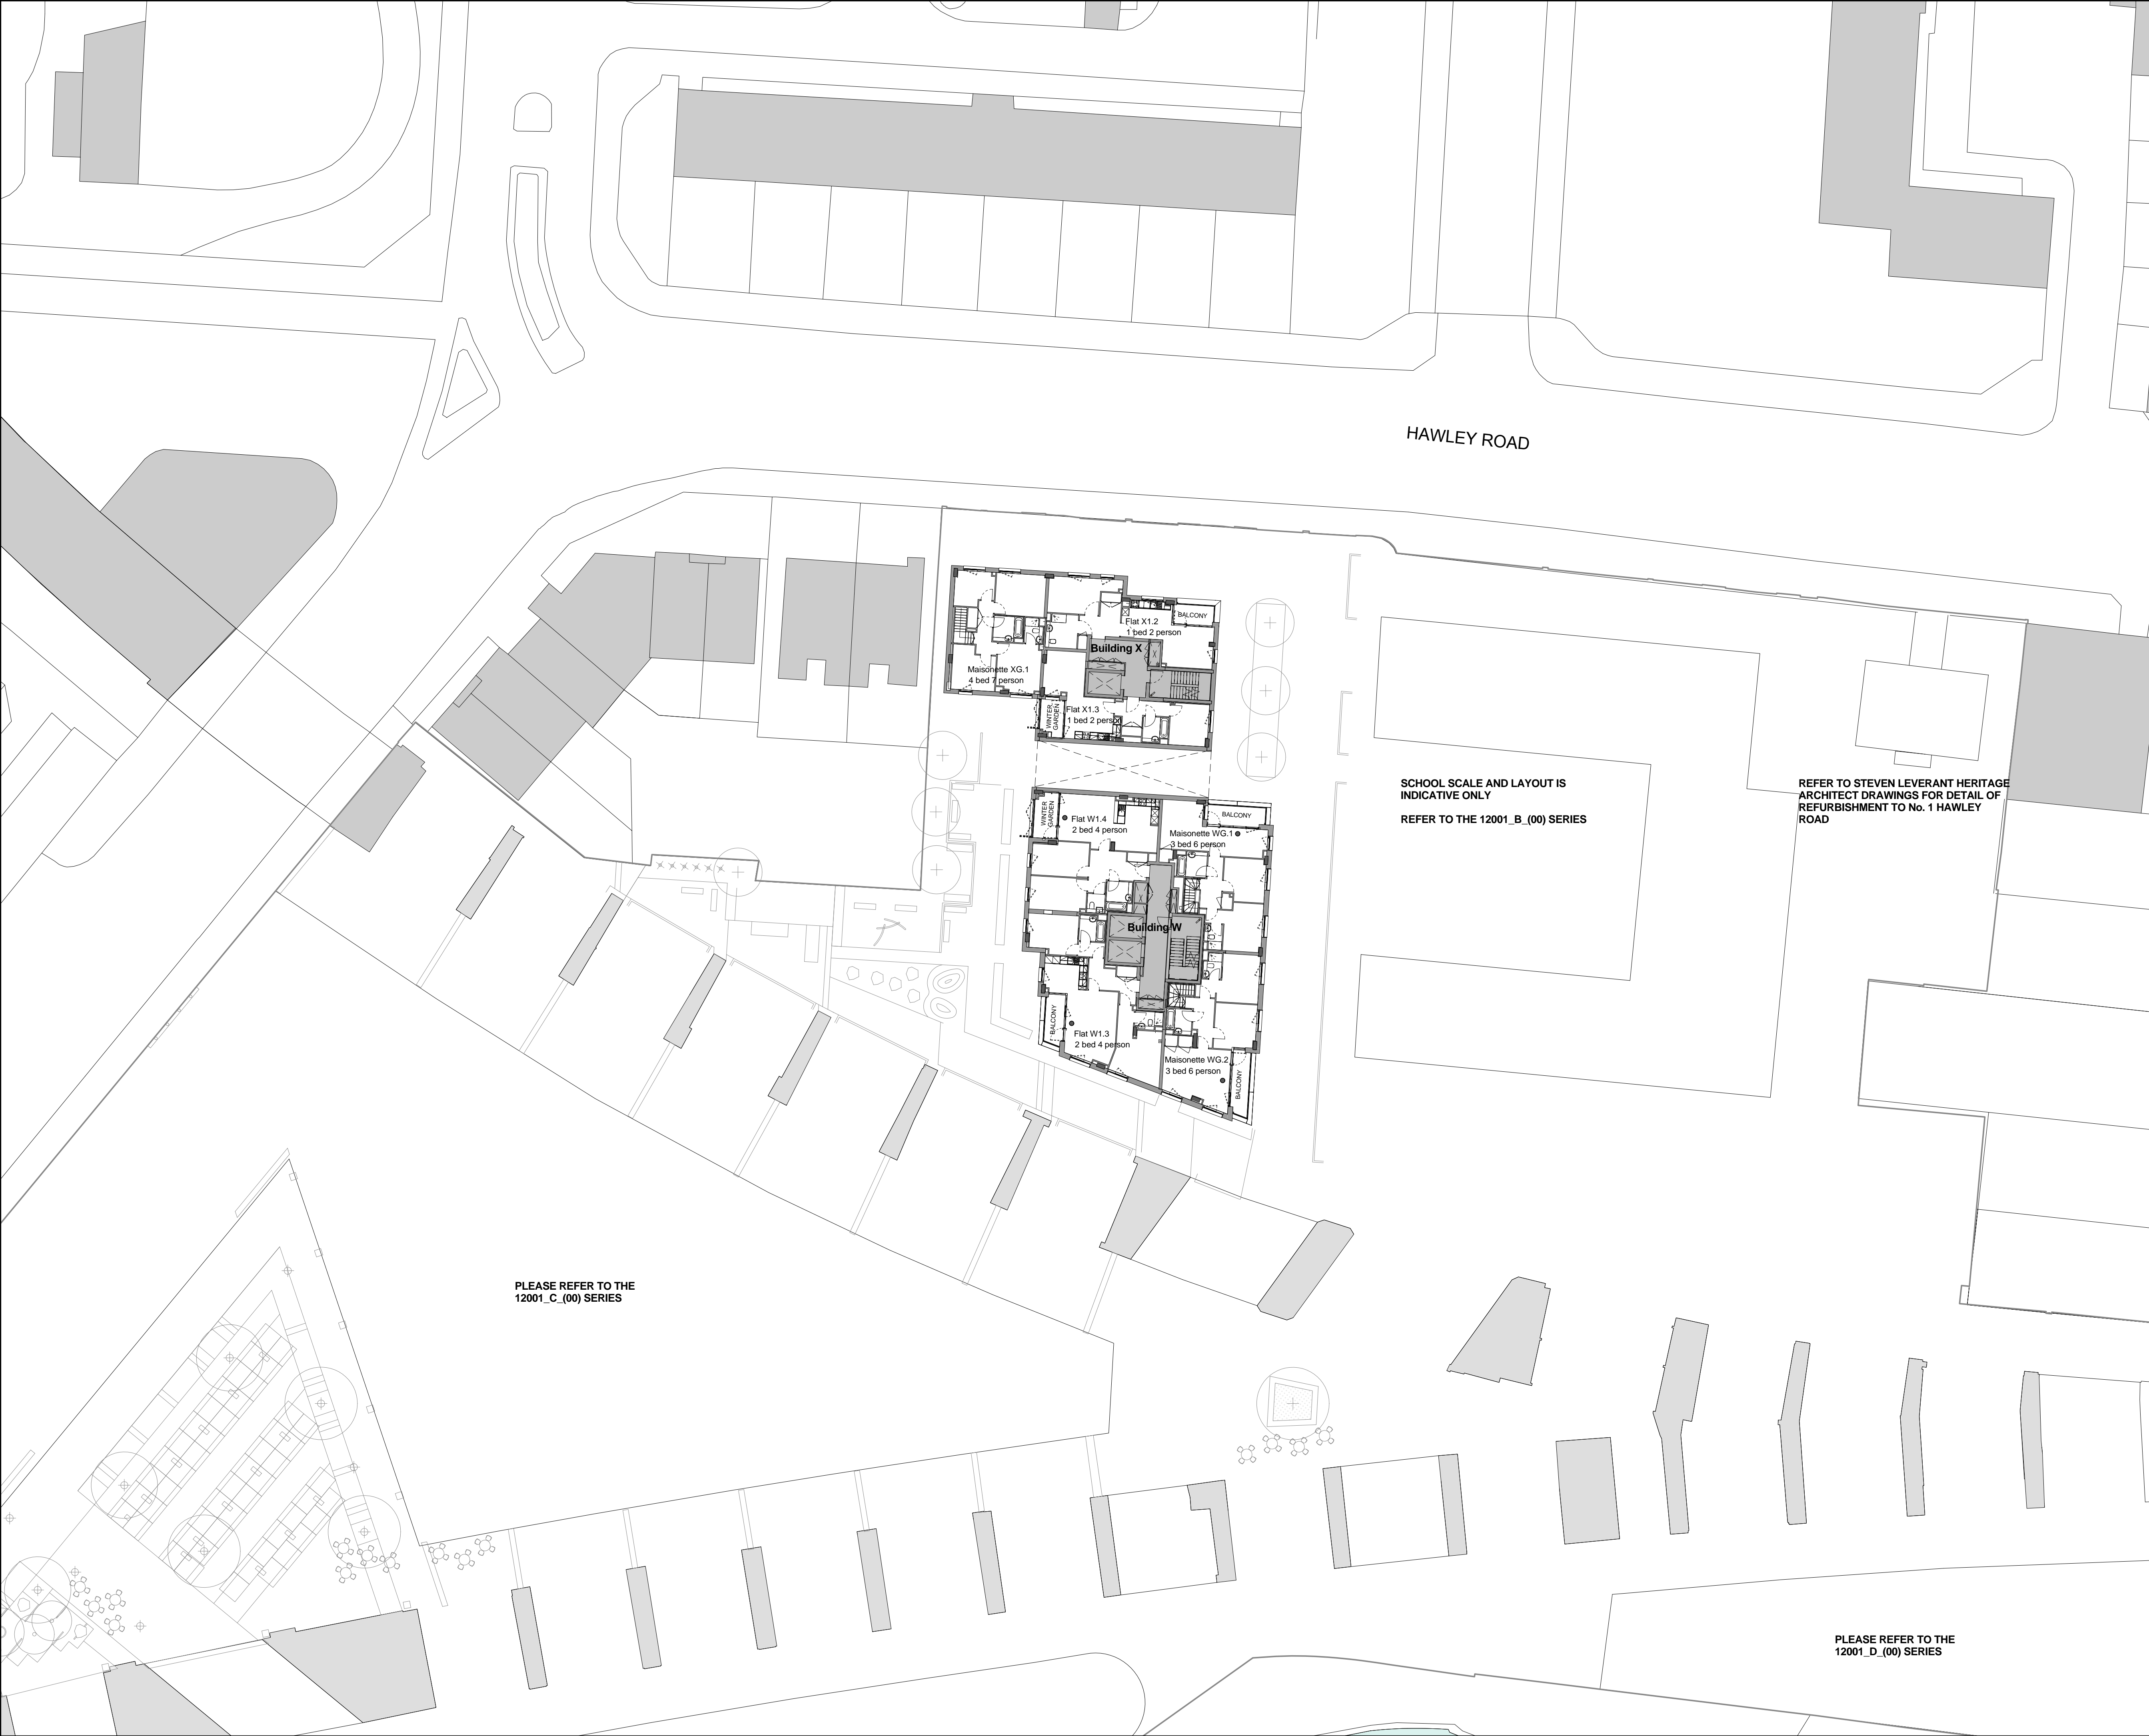 HAWLEY ROAD
BALCONY
Flat X1.2
1 bed 2 person
Building X
Maisonette XG.1
4 bed 7 person
WINTER
GARDEN
Flat X1.3
1 bed 2 person
SCHOOL SCALE AND LAYOUT IS
INDICATIVE ONLY
REFER TO THE 12001_B_(00) SERIES
REFER TO STEVEN LEVERANT HERITAGE
ARCHITECT DRAWINGS FOR DETAIL OF
REFURBISHMENT TO No. 1 HAWLEY
ROAD
WINTER
GARDEN
Flat W1.4
2 bed 4 person
BALCONY
Maisonette WG.1
3 bed 6 person
Building W
BALCONY
Flat W1.3
2 bed 4 person
Maisonette WG.2
3 bed 6 person
BALCONY
PLEASE REFER TO THE
12001_C_(00) SERIES
PLEASE REFER TO THE
12001_D_(00) SERIES